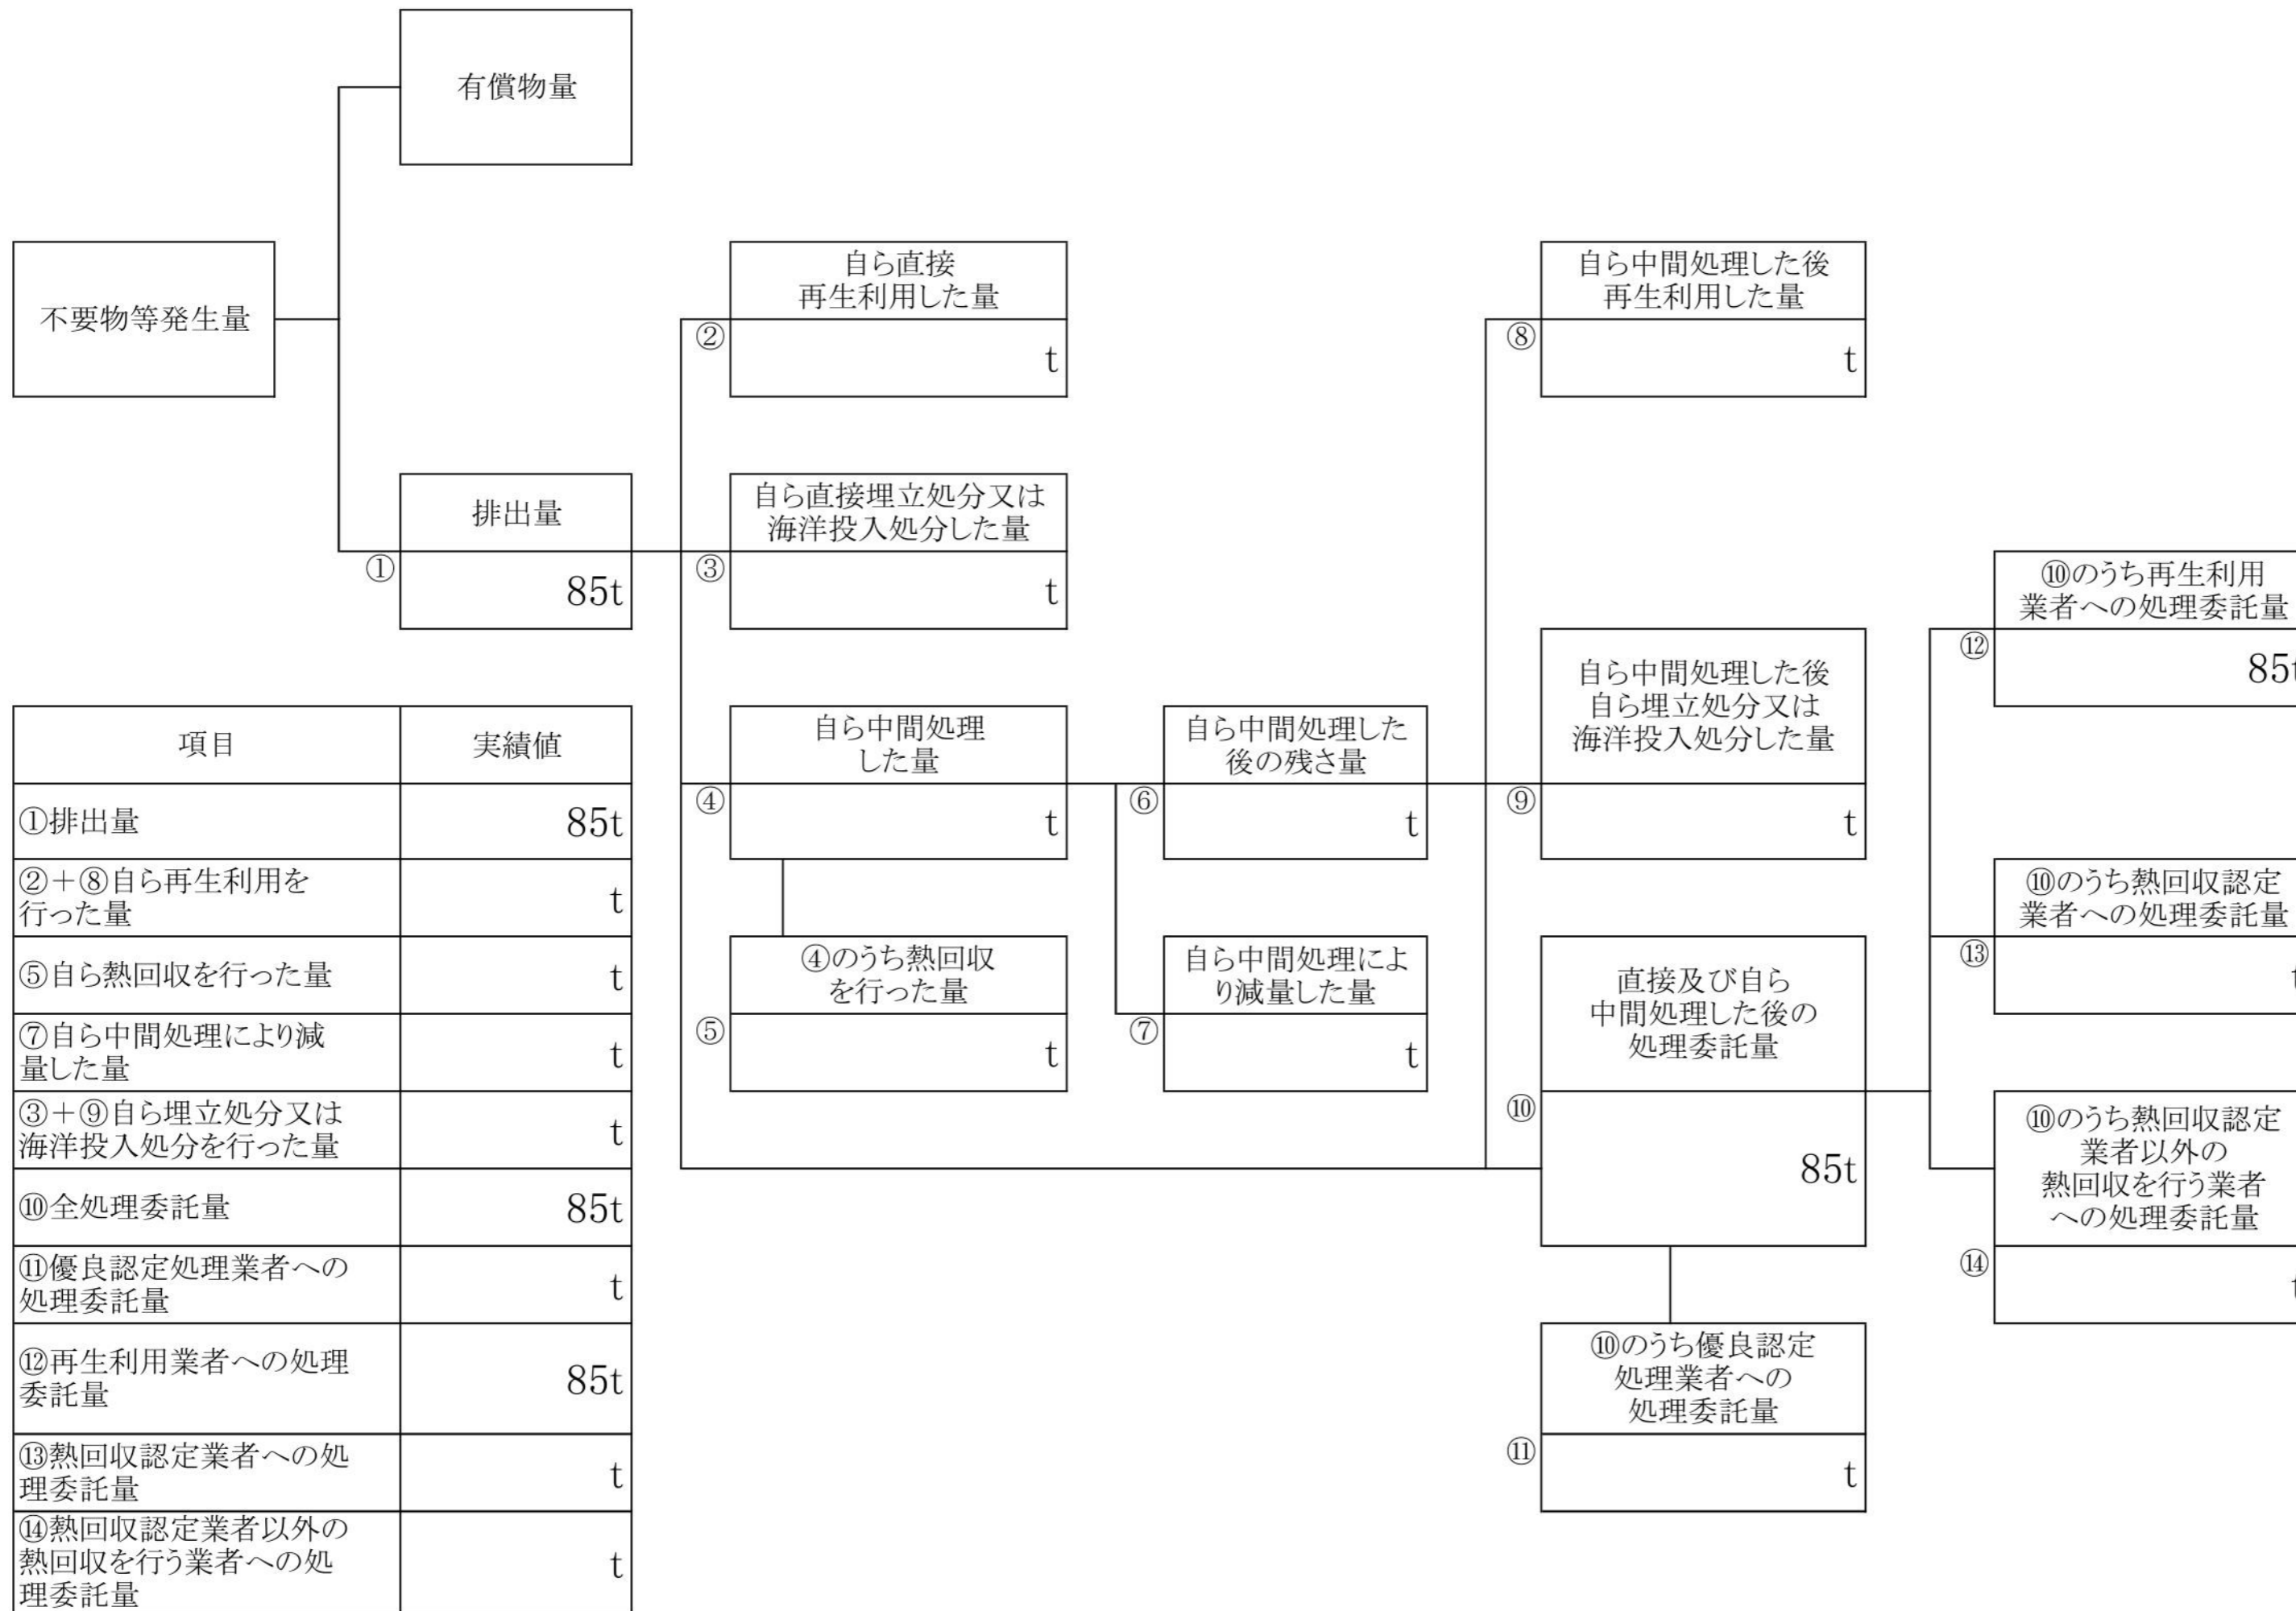 有償物量
不要物等発生量
自ら直接
再生利用した量
②
t
自ら中間処理した後
再生利用した量
⑧
t
排出量
①
85t
自ら直接埋立処分又は
海洋投入処分した量
③
t
⑩のうち再生利用
業者への処理委託量
⑫
85t
自ら中間処理
した量
④
t
自ら中間処理した
後の残さ量
⑥
t
自ら中間処理した後
自ら埋立処分又は
海洋投入処分した量
⑨
t
⑩のうち熱回収認定
業者への処理委託量
⑬
t
④のうち熱回収
を行った量
⑤
t
自ら中間処理によ
り減量した量
⑦
t
直接及び自ら
中間処理した後の
処理委託量
⑩
85t
⑩のうち熱回収認定
業者以外の
熱回収を行う業者
への処理委託量
⑭
t
⑩のうち優良認定
処理業者への
処理委託量
⑪
t
項目 実績値
①排出量 85t
②＋⑧自ら再生利用を
行った量 t
⑤自ら熱回収を行った量 t
⑦自ら中間処理により減
量した量 t
③＋⑨自ら埋立処分又は
海洋投入処分を行った量 t
⑩全処理委託量 85t
⑪優良認定処理業者への
処理委託量 t
⑫再生利用業者への処理
委託量 85t
⑬熱回収認定業者への処
理委託量 t
⑭熱回収認定業者以外の
熱回収を行う業者への処
理委託量 t